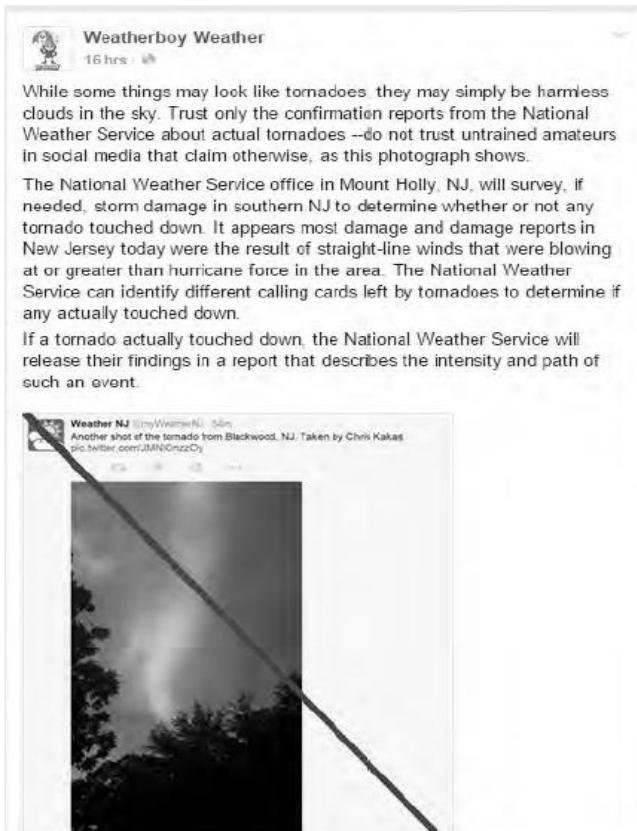 Weatherboy Weather
16 hrs
While some things may look like tornadoes, they may simply be harmless
clouds in the sky. Trust only the confirmation reports from the National
Weather Service about actual tornadoes --do not trust untrained amateurs
in social media that claim otherwise, as this photograph shows.
The National Weather Service office in Mount Holly, NJ, will survey, if
needed, storm damage in southern NJ to determine whether or not any
tornado touched down. It appears most damage and damage reports in
New Jersey today were the result of straight-line winds that were blowing
at or greater than hurricane force in the area. The National Weather
Service can identify different calling cards left by tornadoes to determine if
any actually touched down.
If a tornado actually touched down, the National Weather Service will
release their findings in a report that describes the intensity and path of
such an event.
Weather NJ @myWeatherNJ 54m
Another shot of the tornado from Blackwood, NJ. Taken by Chris Kakas